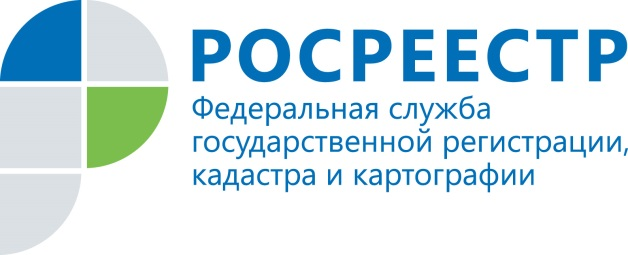 РОСРЕЕСТР
Федеральная служба
государственной регистрации,
кадастра и картографии